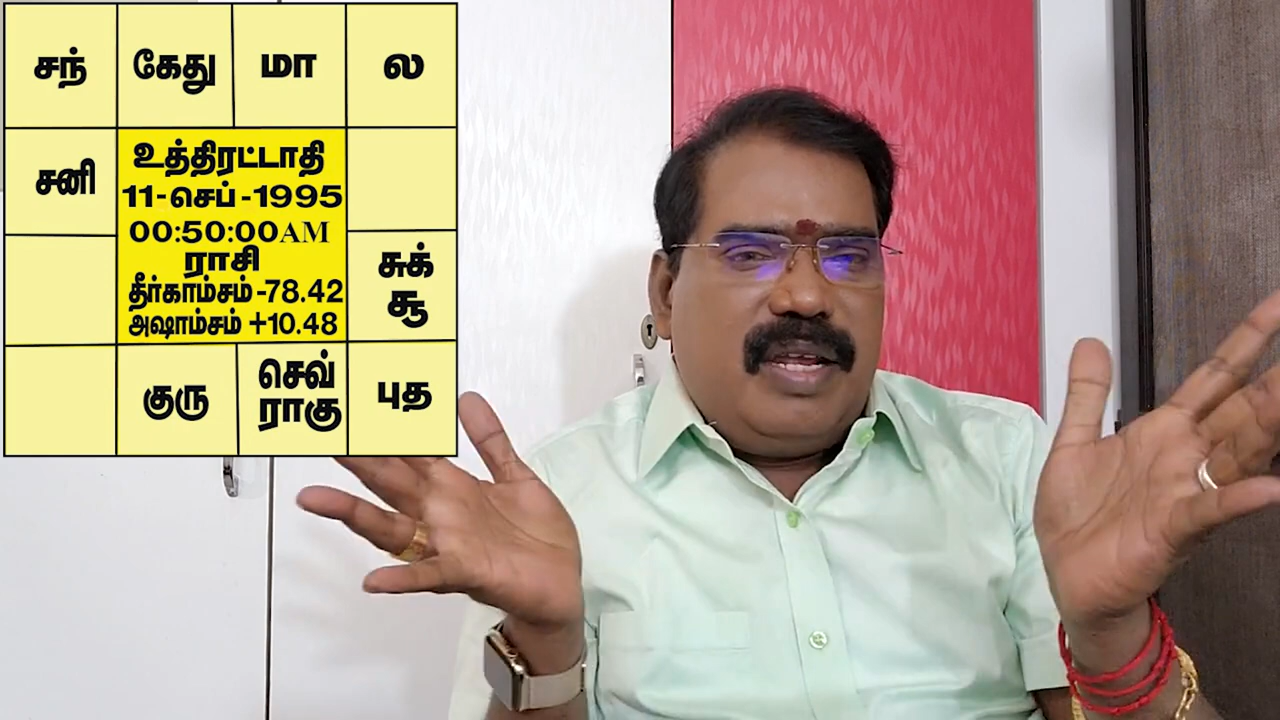 சந் கேது மா ல
சனி
உத்திரட்டாதி
11-செப்-1995
00:50:00AM
ராசி
தீர்காம்சம் -78.42
அஷாம்சம் +10.48
சுக்
சூ
குரு
செவ்
ராகு
புத